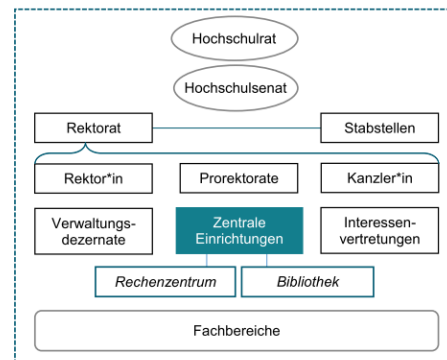 Hochschulrat
Hochschulsenat
Rektorat
Stabstellen
Rektor*in
Prorektorate
Kanzler*in
Verwaltungs-
dezernate
Zentrale
Einrichtungen
Interessen-
vertretungen
Rechenzentrum
Bibliothek
Fachbereiche